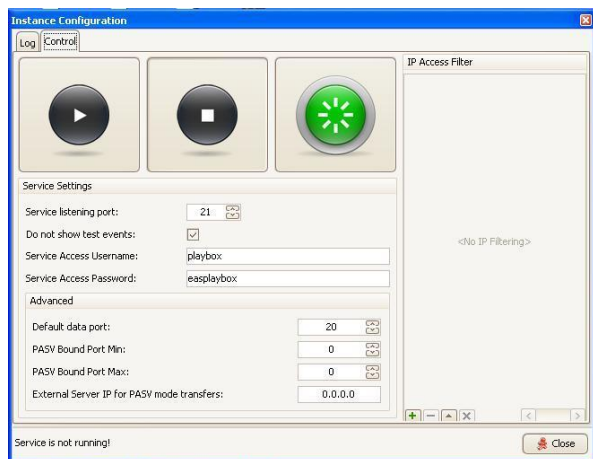 Instance Configuration
Log
Control
IP Access Filter
Service Settings
Service listening port:
21
Do not show test events:
Service Access Username:
playbox
Service Access Password:
easplaybox
Advanced
Default data port:
20
PASV Bound Port Min:
0
PASV Bound Port Max:
0
External Server IP for PASV mode transfers:
0.0.0.0
<No IP Filtering>
Service is not running!
Close